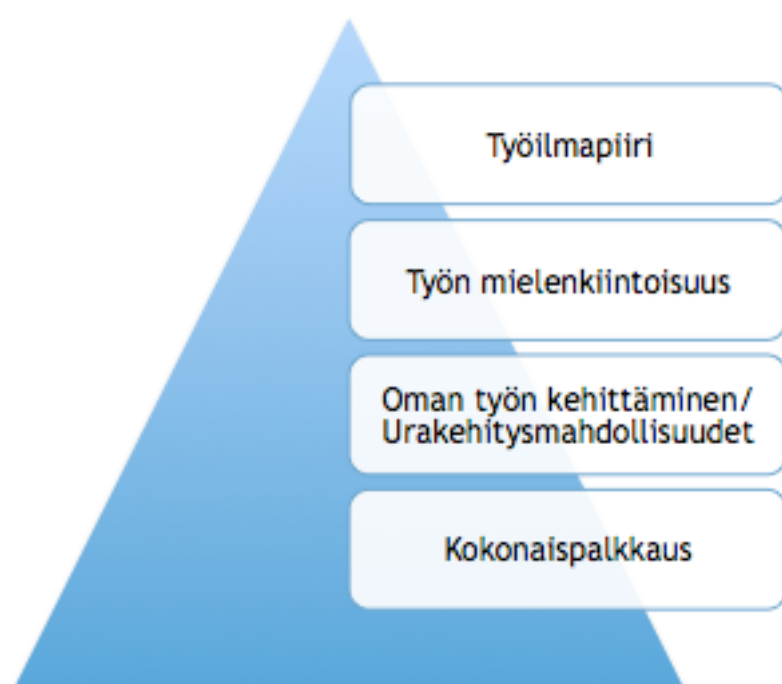 Työilmapiiri
Työn mielenkiintoisuus
Oman työn kehittäminen/
Urakehitysmahdollisuudet
Kokonaispalkkaus